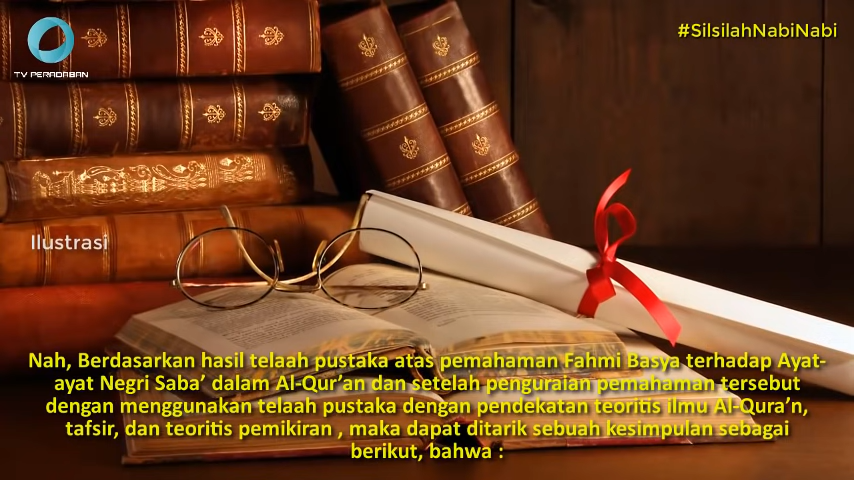 #SilsilahNabiNabi
TV PERADABAN
Ilustrasi
Nah, Berdasarkan hasil telaah pustaka atas pemahaman Fahmi Basya terhadap Ayat-
ayat Negri Saba’ dalam Al-Qur’an dan setelah penguraian pemahaman tersebut
dengan menggunakan telaah pustaka dengan pendekatan teoritis ilmu Al-Qura’n,
tafsir, dan teoritis pemikiran , maka dapat ditarik sebuah kesimpulan sebagai
berikut, bahwa :